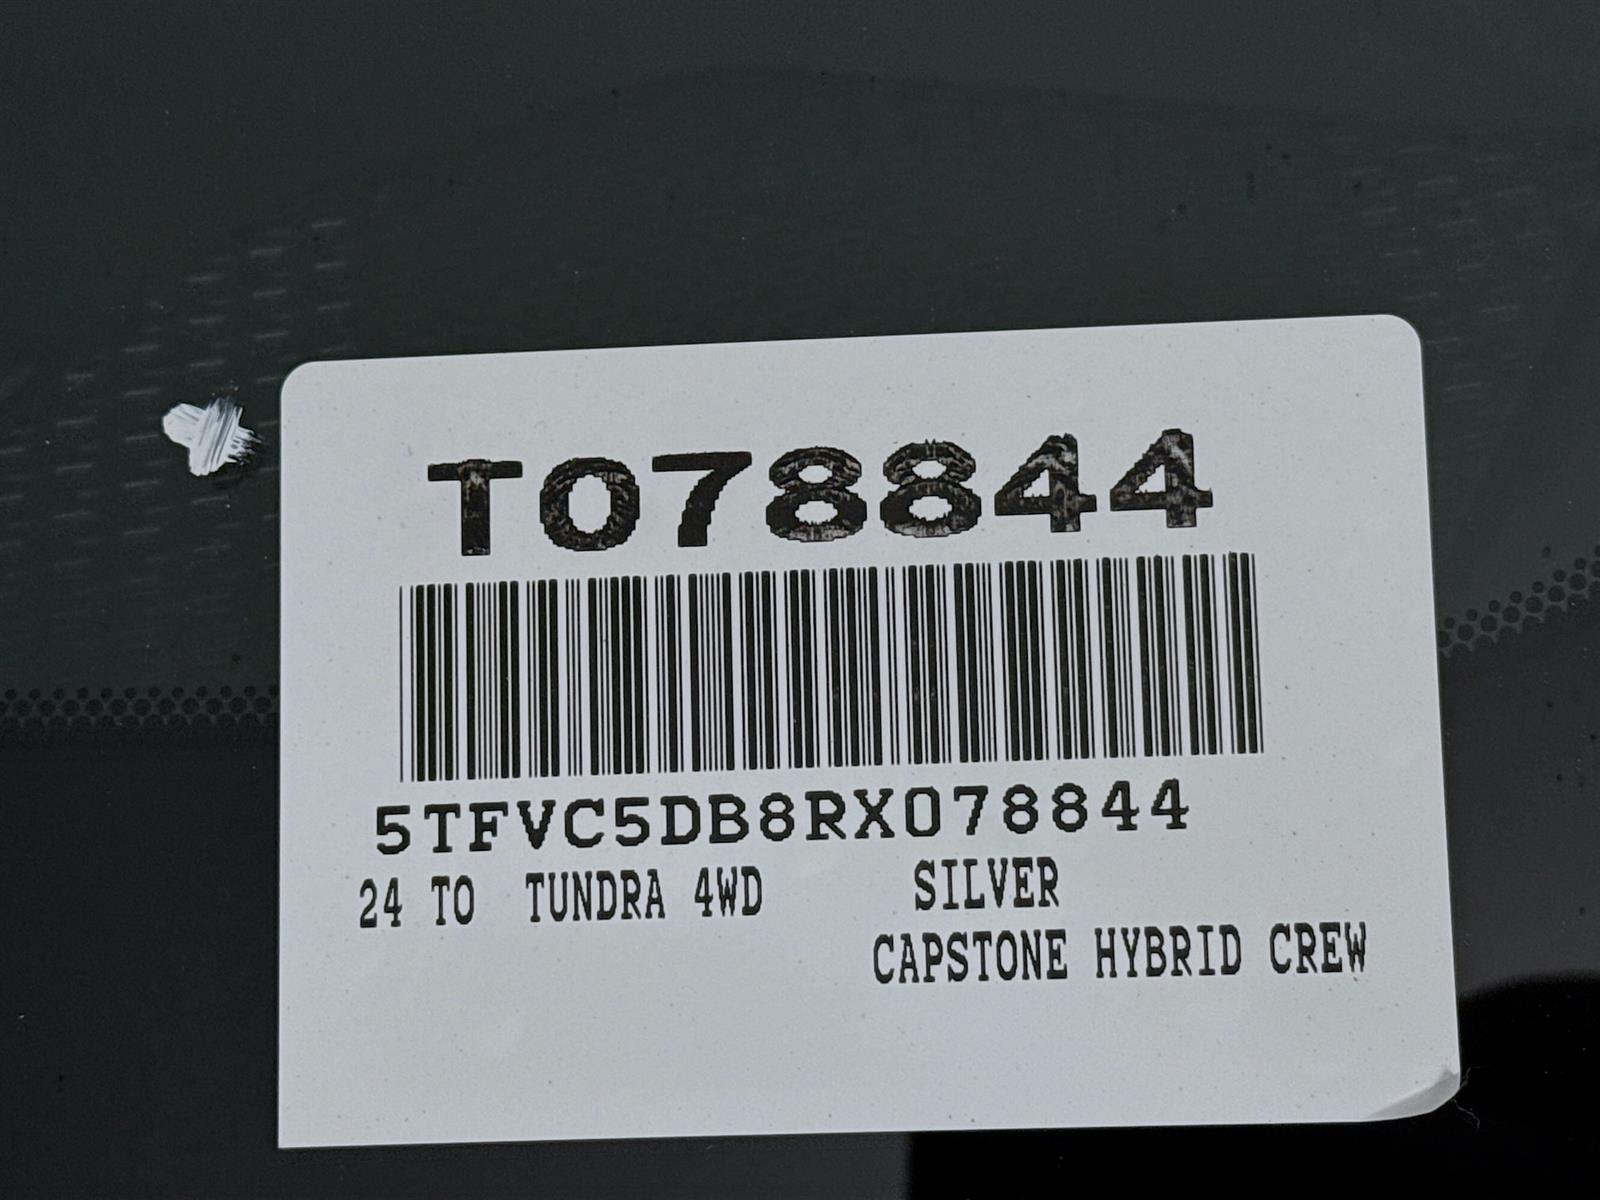 T078844
5TFVC5DB8RX078844
24 TO TUNDRA 4WD SILVER
CAPSTONE HYBRID CREW